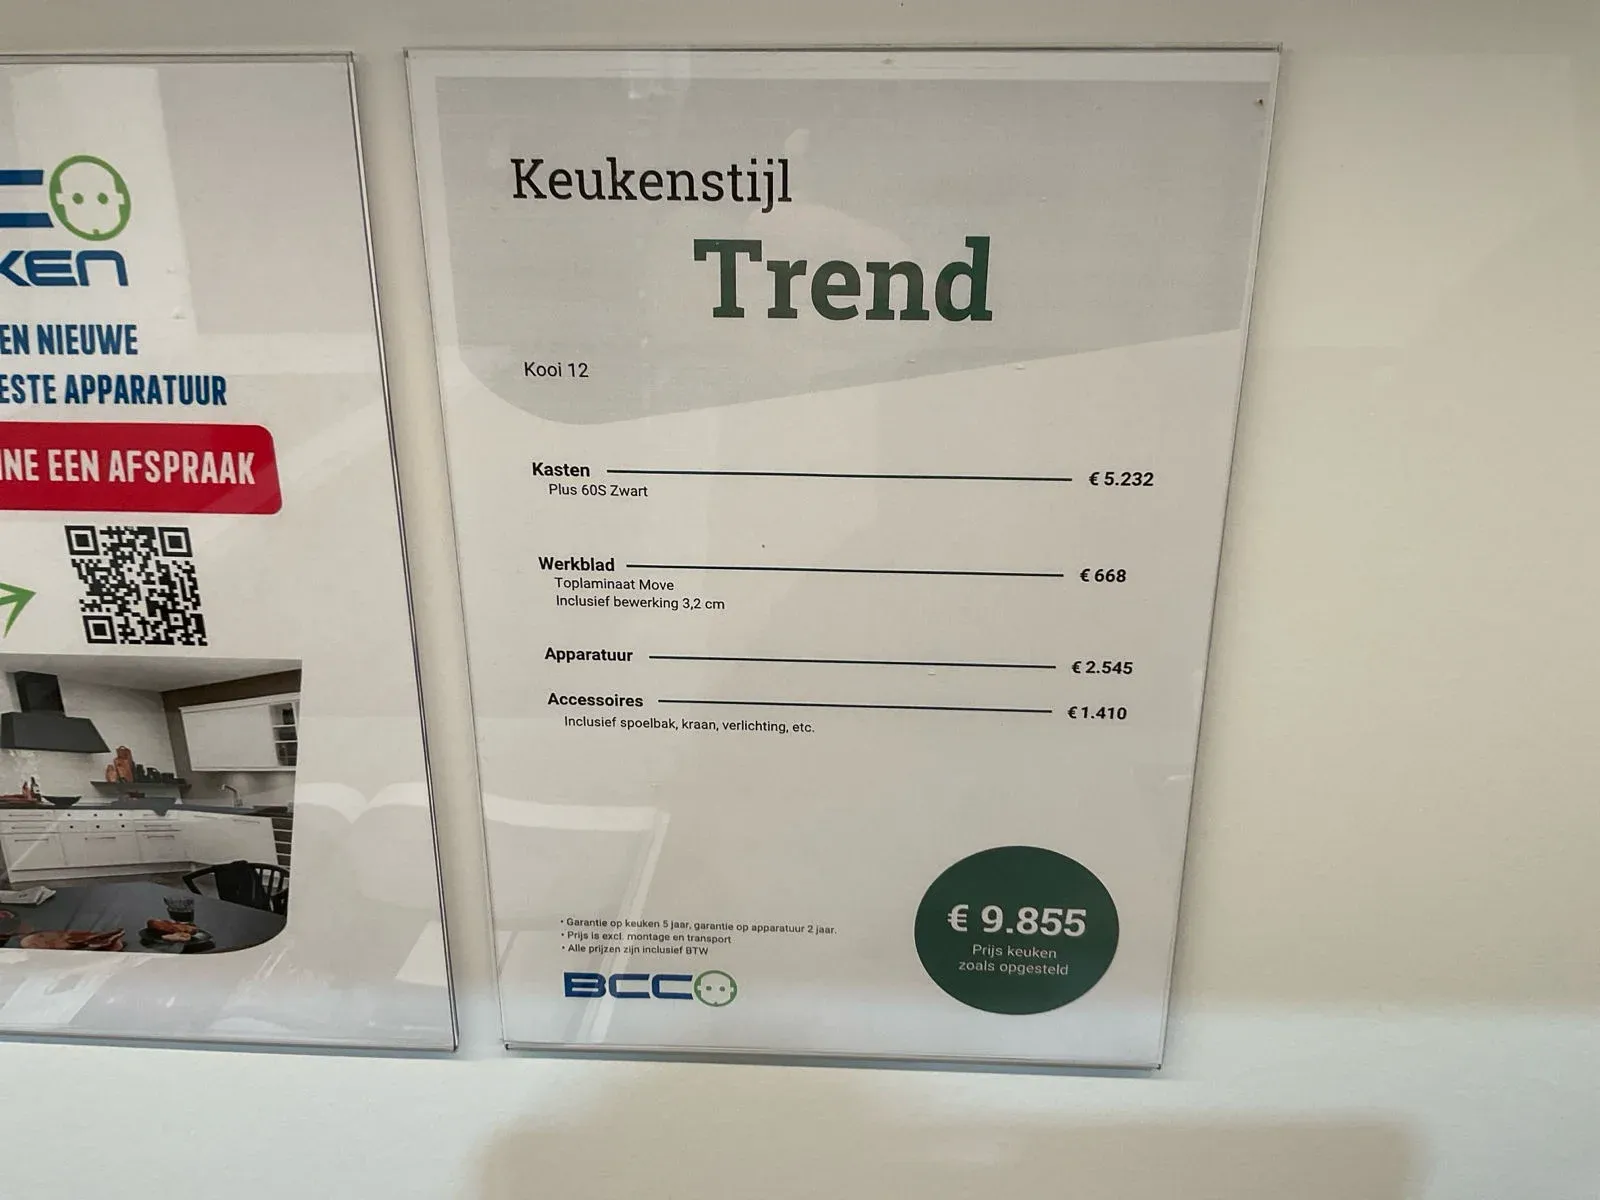 KEN
EN NIEUWE
ESTE APPARATUUR
INE EEN AFSPRAAK
Keukenstijl
Trend
Kooi 12
Kasten € 5.232
Plus 60S Zwart
Werkblad € 668
Toplaminaat Move
Inclusief bewerking 3,2 cm
Apparatuur € 2.545
Accessoires € 1.410
Inclusief spoelbak, kraan, verlichting, etc.
• Garantie op keuken 5 jaar, garantie op apparatuur 2 jaar.
• Prijs is excl. montage en transport
• Alle prijzen zijn inclusief BTW
BCC
€ 9.855
Prijs keuken
zoals opgesteld